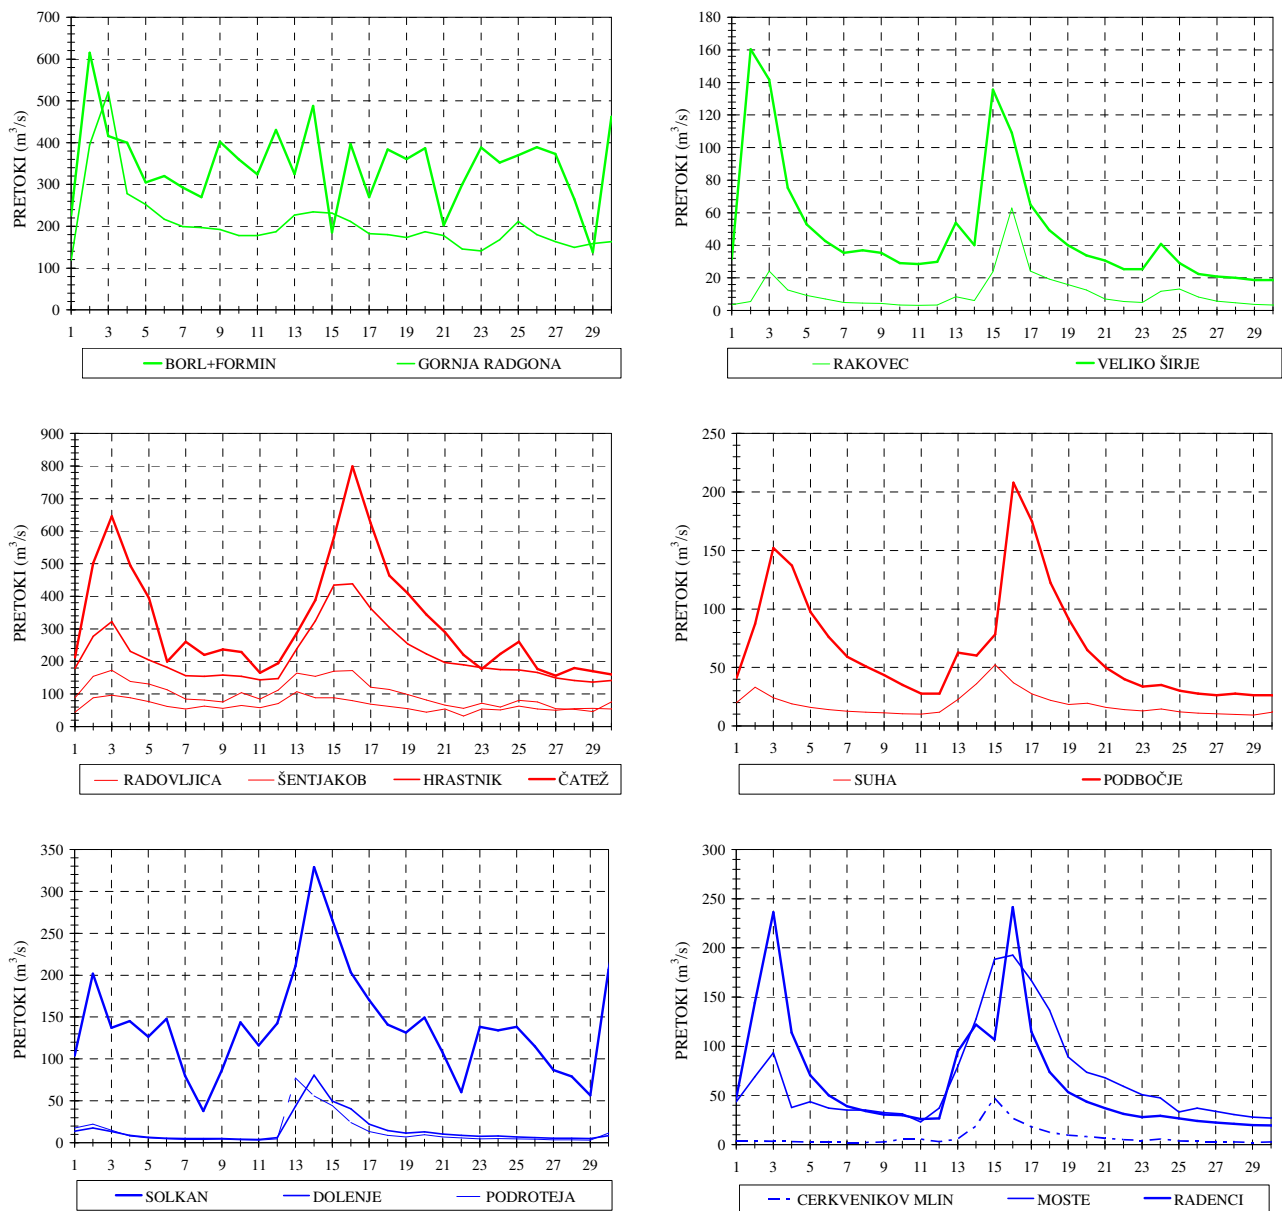 700
600
500
400
300
200
100
0
PRETOKI (m³/s)
1 3 5 7 9 11 13 15 17 19 21 23 25 27 29
BORL+FORMIN GORNJA RADGONA
180
160
140
120
100
80
60
40
20
0
PRETOKI (m³/s)
1 3 5 7 9 11 13 15 17 19 21 23 25 27 29
RAKOVEC VELIKO ŠIRJE
900
800
700
600
500
400
300
200
100
0
PRETOKI (m³/s)
1 3 5 7 9 11 13 15 17 19 21 23 25 27 29
RADOVLJICA ŠENTJAKOB HRASTNIK ČATEŽ
250
200
150
100
50
0
PRETOKI (m³/s)
1 3 5 7 9 11 13 15 17 19 21 23 25 27 29
SUHA PODBOČJE
350
300
250
200
150
100
50
0
PRETOKI (m³/s)
1 3 5 7 9 11 13 15 17 19 21 23 25 27 29
SOLKAN DOLENJE PODROTEJA
300
250
200
150
100
50
0
PRETOKI (m³/s)
1 3 5 7 9 11 13 15 17 19 21 23 25 27 29
CERKVENIKOV MLIN MOSTE RADENCI